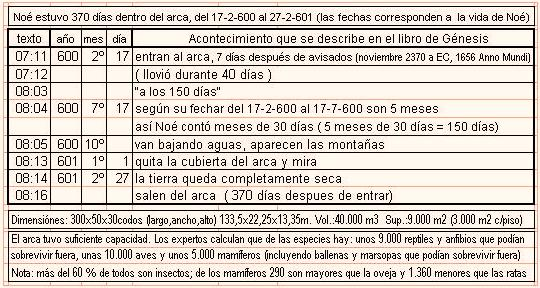 Noé estuvo 370 días dentro del arca, del 17-2-600 al 27-2-601 (las fechas corresponden a la vida de Noé)
texto año mes día Acontecimiento que se describe en el libro de Génesis
07:11 600 2º 17 entran al arca, 7 días después de avisados (noviembre 2370 a EC, 1656 Anno Mundi)
07:12 ( llovió durante 40 días )
08:03 "a los 150 días"
08:04 600 7º 17 según su fechar del 17-2-600 al 17-7-600 son 5 meses
así Noé contó meses de 30 días ( 5 meses de 30 días = 150 días)
08:05 600 10º van bajando aguas, aparecen las montañas
08:13 601 1º 1 quita la cubierta del arca y mira
08:14 601 2º 27 la tierra queda completamente seca
08:16 salen del arca ( 370 días despues de entrar)
Dimensiónes: 300x50x30codos (largo,ancho,alto) 133,5x22,25x13,35m. Vol.:40.000 m3 Sup.:9.000 m2 (3.000 m2 c/piso)
El arca tuvo suficiente capacidad. Los expertos calculan que de las especies hay: unos 9.000 reptiles y anfibios que podían
sobrevivir fuera, unas 10.000 aves y unos 5.000 mamíferos (incluyendo ballenas y marsopas que podían sobrevivir fuera)
Nota: más del 60 % de todos son insectos; de los mamíferos 290 son mayores que la oveja y 1.360 menores que las ratas